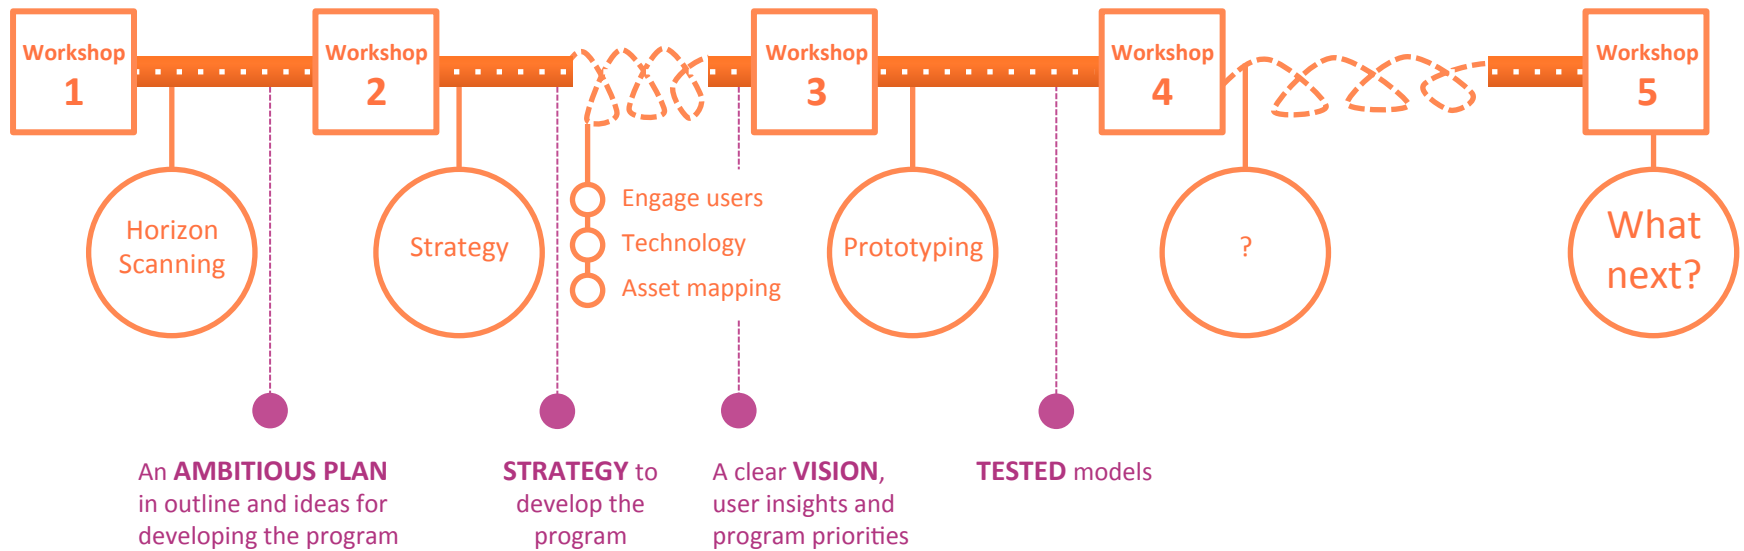 Workshop
1
Workshop
2
Workshop
3
Workshop
4
Workshop
5
Horizon
Scanning
Strategy
Engage users
Technology
Asset mapping
Prototyping
?
What
next?
An AMBITIOUS PLAN
in outline and ideas for
developing the program
STRATEGY to
develop the
program
A clear VISION,
user insights and
program priorities
TESTED models